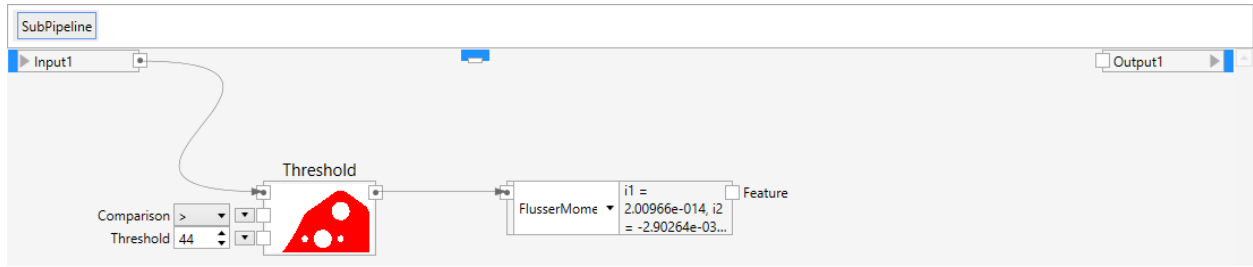 SubPipeline
Input1
Output1
Threshold
Comparison >
Threshold 44
FlusserMome
i1 =
2.00966e-014, i2
= -2.90264e-03...
Feature